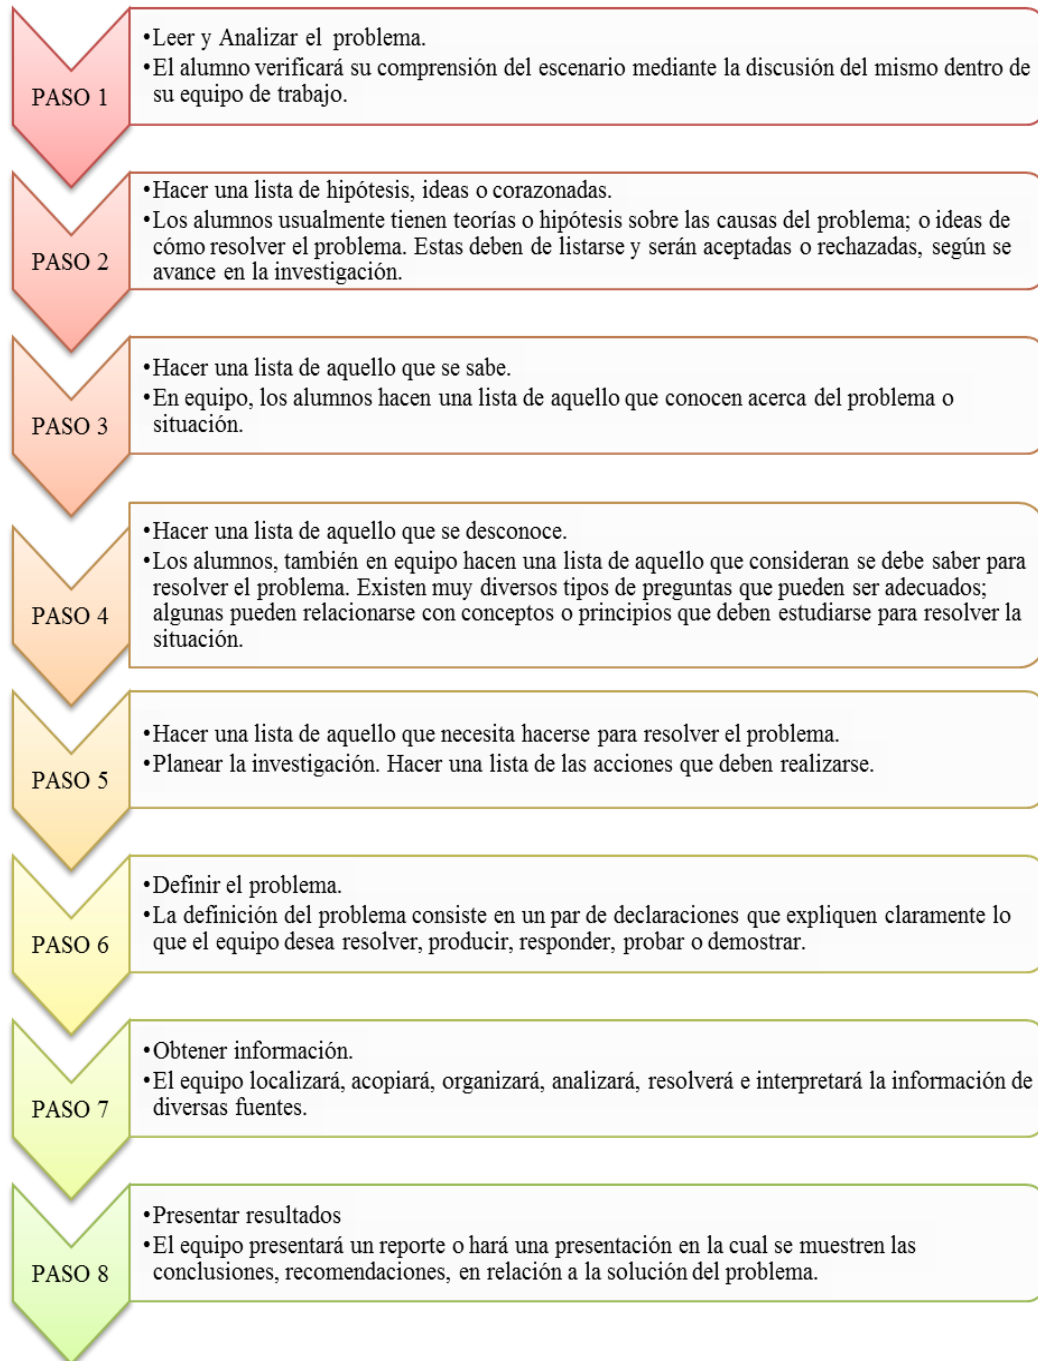 PASO 1
•Leer y Analizar el problema.
•El alumno verificará su comprensión del escenario mediante la discusión del mismo dentro de
su equipo de trabajo.
PASO 2
•Hacer una lista de hipótesis, ideas o corazonadas.
•Los alumnos usualmente tienen teorías o hipótesis sobre las causas del problema; o ideas de
cómo resolver el problema. Estas deben de listarse y serán aceptadas o rechazadas, según se
avance en la investigación.
PASO 3
•Hacer una lista de aquello que se sabe.
•En equipo, los alumnos hacen una lista de aquello que conocen acerca del problema o
situación.
PASO 4
•Hacer una lista de aquello que se desconoce.
•Los alumnos, también en equipo hacen una lista de aquello que consideran se debe saber para
resolver el problema. Existen muy diversos tipos de preguntas que pueden ser adecuados;
algunas pueden relacionarse con conceptos o principios que deben estudiarse para resolver la
situación.
PASO 5
•Hacer una lista de aquello que necesita hacerse para resolver el problema.
•Planear la investigación. Hacer una lista de las acciones que deben realizarse.
PASO 6
•Definir el problema.
•La definición del problema consiste en un par de declaraciones que expliquen claramente lo
que el equipo desea resolver, producir, responder, probar o demostrar.
PASO 7
•Obtener información.
•El equipo localizará, acopiará, organizará, analizará, resolverá e interpretará la información de
diversas fuentes.
PASO 8
•Presentar resultados
•El equipo presentará un reporte o hará una presentación en la cual se muestren las
conclusiones, recomendaciones, en relación a la solución del problema.